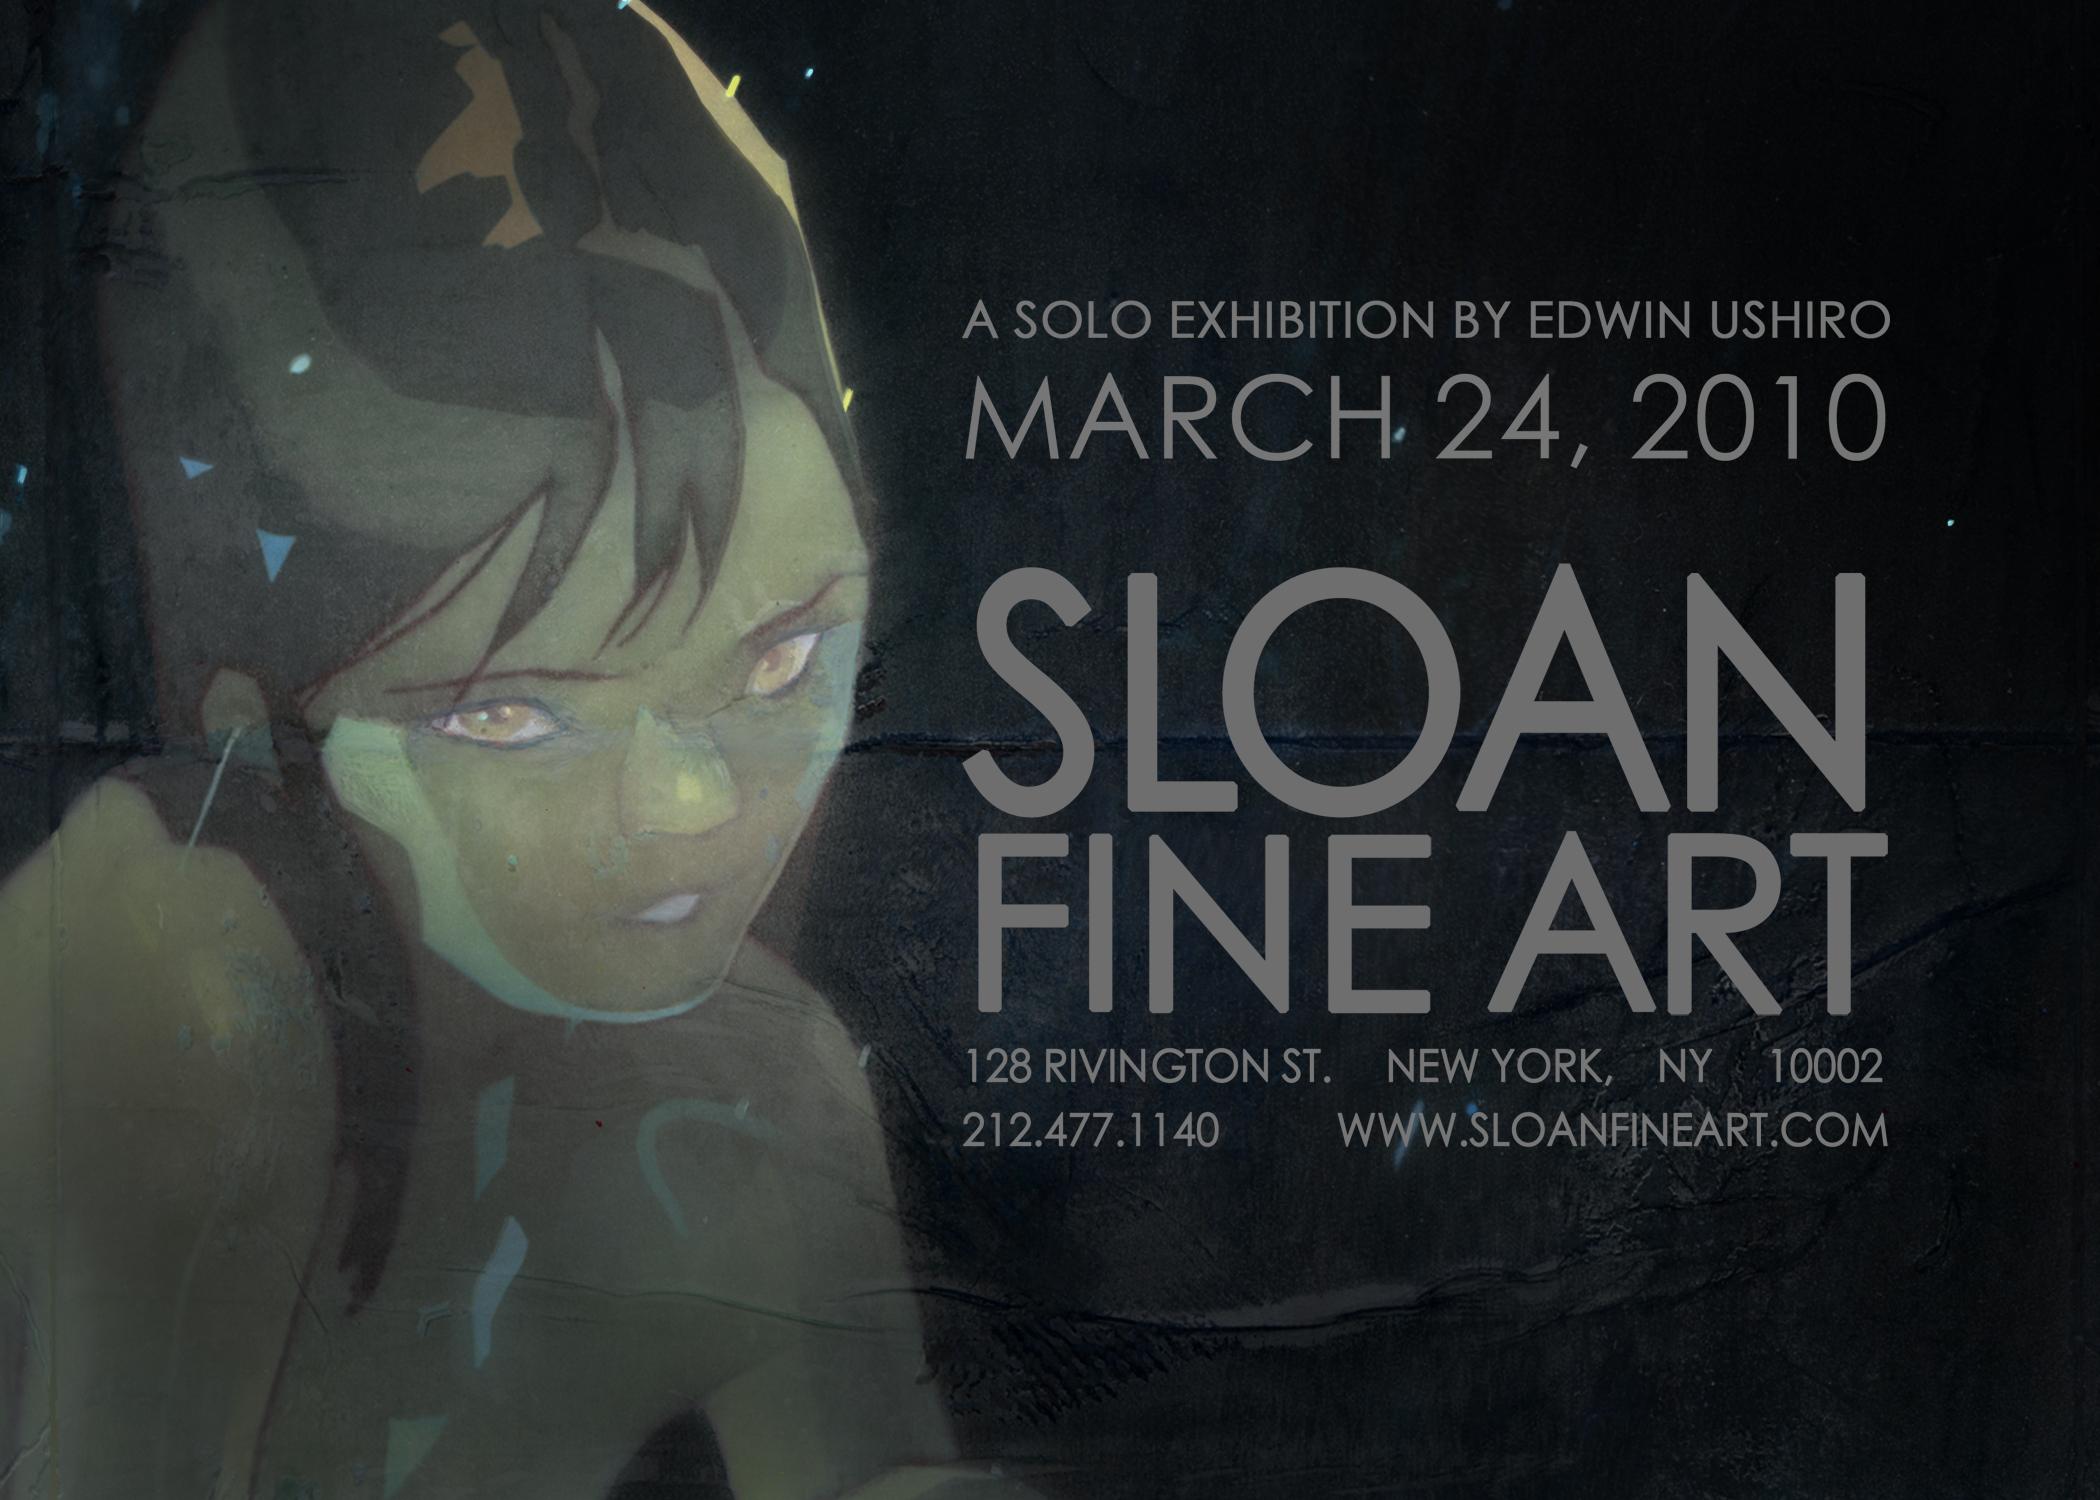 A SOLO EXHIBITION BY EDWIN USHIRO
MARCH 24, 2010
SLOAN
FINE ART
128 RIVINGTON ST. NEW YORK, NY 10002
212.477.1140 WWW.SLOANFINEART.COM